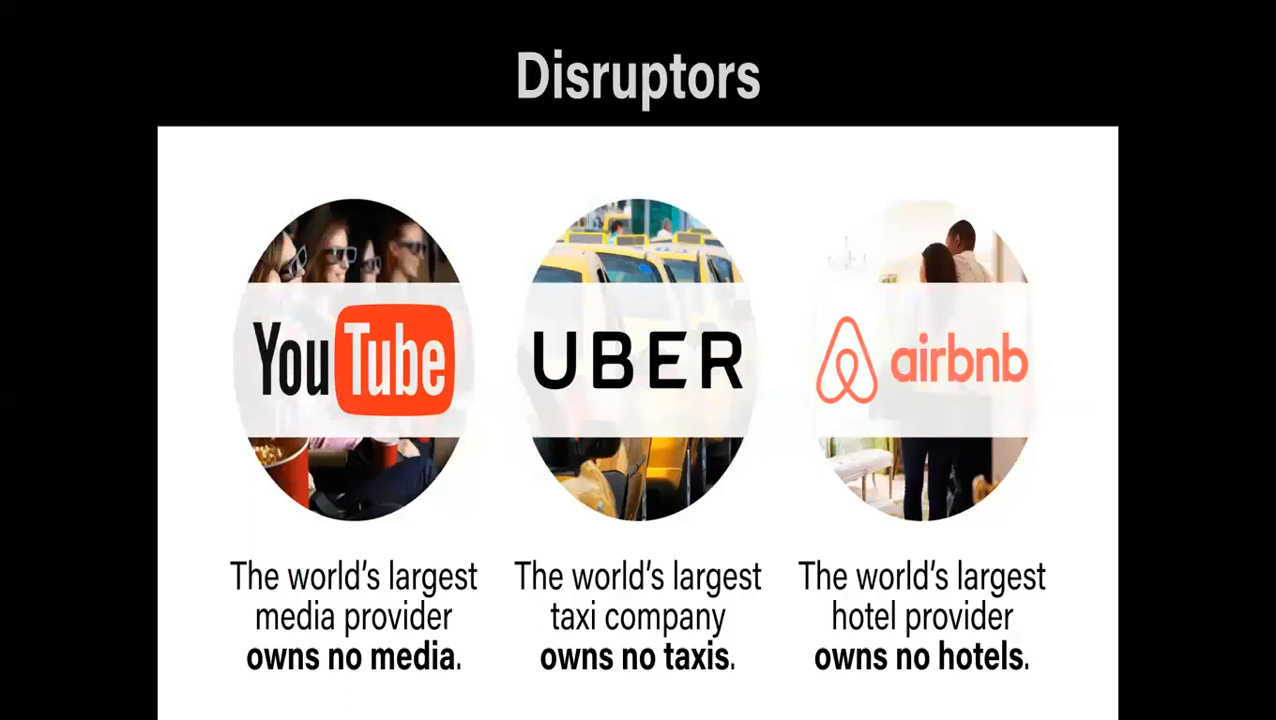 Disruptors
YouTube
UBER
airbnb
The world's largest
media provider
owns no media.
The world's largest
taxi company
owns no taxis.
The world's largest
hotel provider
owns no hotels.